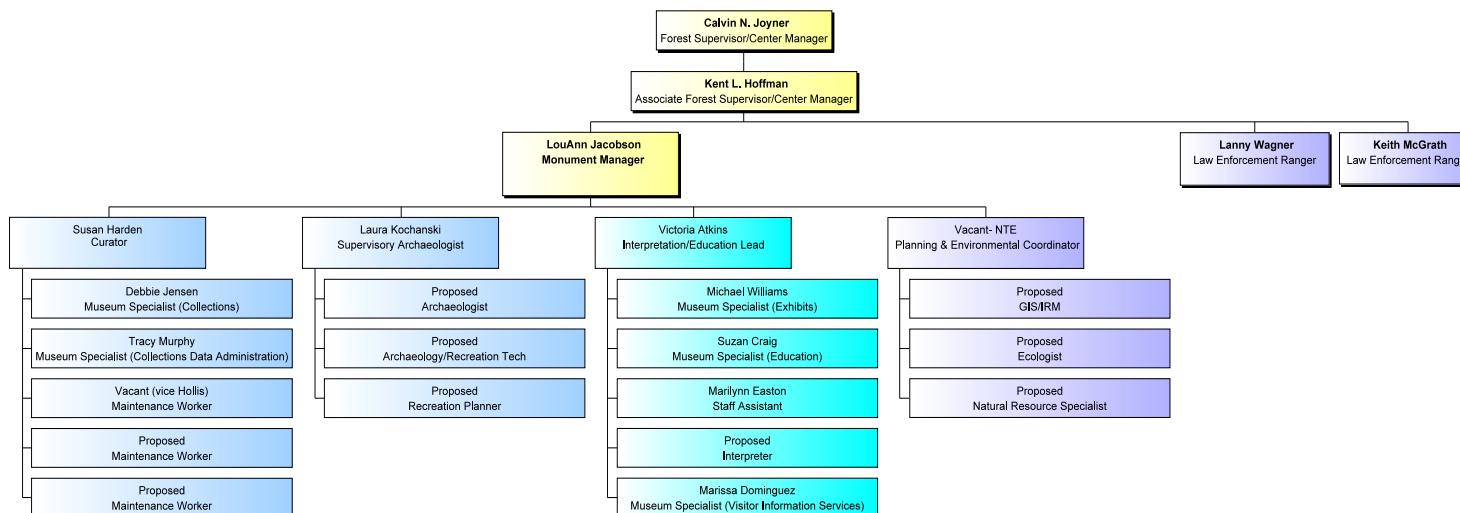 Calvin N. Joyner
Forest Supervisor/Center Manager
Kent L. Hoffman
Associate Forest Supervisor/Center Manager
LouAnn Jacobson
Monument Manager
Lanny Wagner
Law Enforcement Ranger
Keith McGrath
Law Enforcement Rang
Susan Harden
Curator
Debbie Jensen
Museum Specialist (Collections)
Tracy Murphy
Museum Specialist (Collections Data Administration)
Vacant (vice Hollis)
Maintenance Worker
Proposed
Maintenance Worker
Proposed
Maintenance Worker
Laura Kochanski
Supervisory Archaeologist
Proposed
Archaeologist
Proposed
Archaeology/Recreation Tech
Proposed
Recreation Planner
Victoria Atkins
Interpretation/Education Lead
Michael Williams
Museum Specialist (Exhibits)
Suzan Craig
Museum Specialist (Education)
Marilynn Easton
Staff Assistant
Proposed
Interpreter
Marissa Dominguez
Museum Specialist (Visitor Information Services)
Vacant- NTE
Planning & Environmental Coordinator
Proposed
GIS/IRM
Proposed
Ecologist
Proposed
Natural Resource Specialist